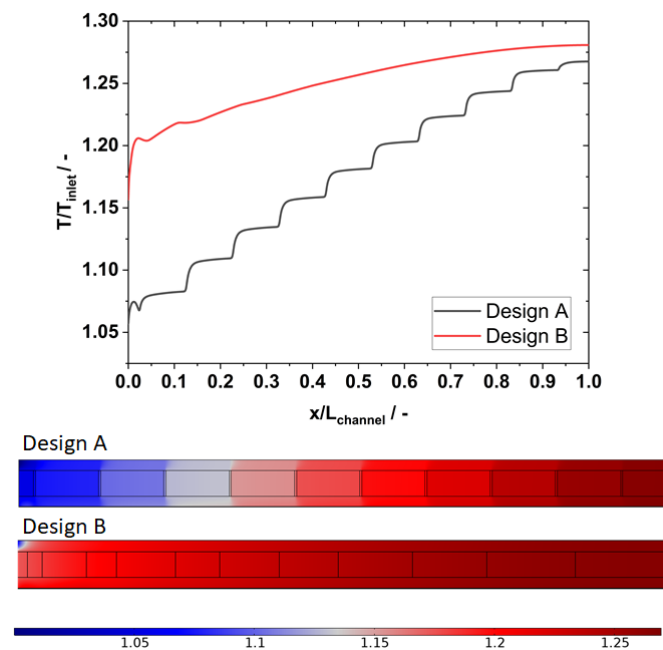 1.30
1.25
1.20
1.15
1.10
1.05
T/T_inlet / -
Design A
Design B
0.0 0.1 0.2 0.3 0.4 0.5 0.6 0.7 0.8 0.9 1.0
x/L_channel / -
Design A
Design B
1.05 1.1 1.15 1.2 1.25